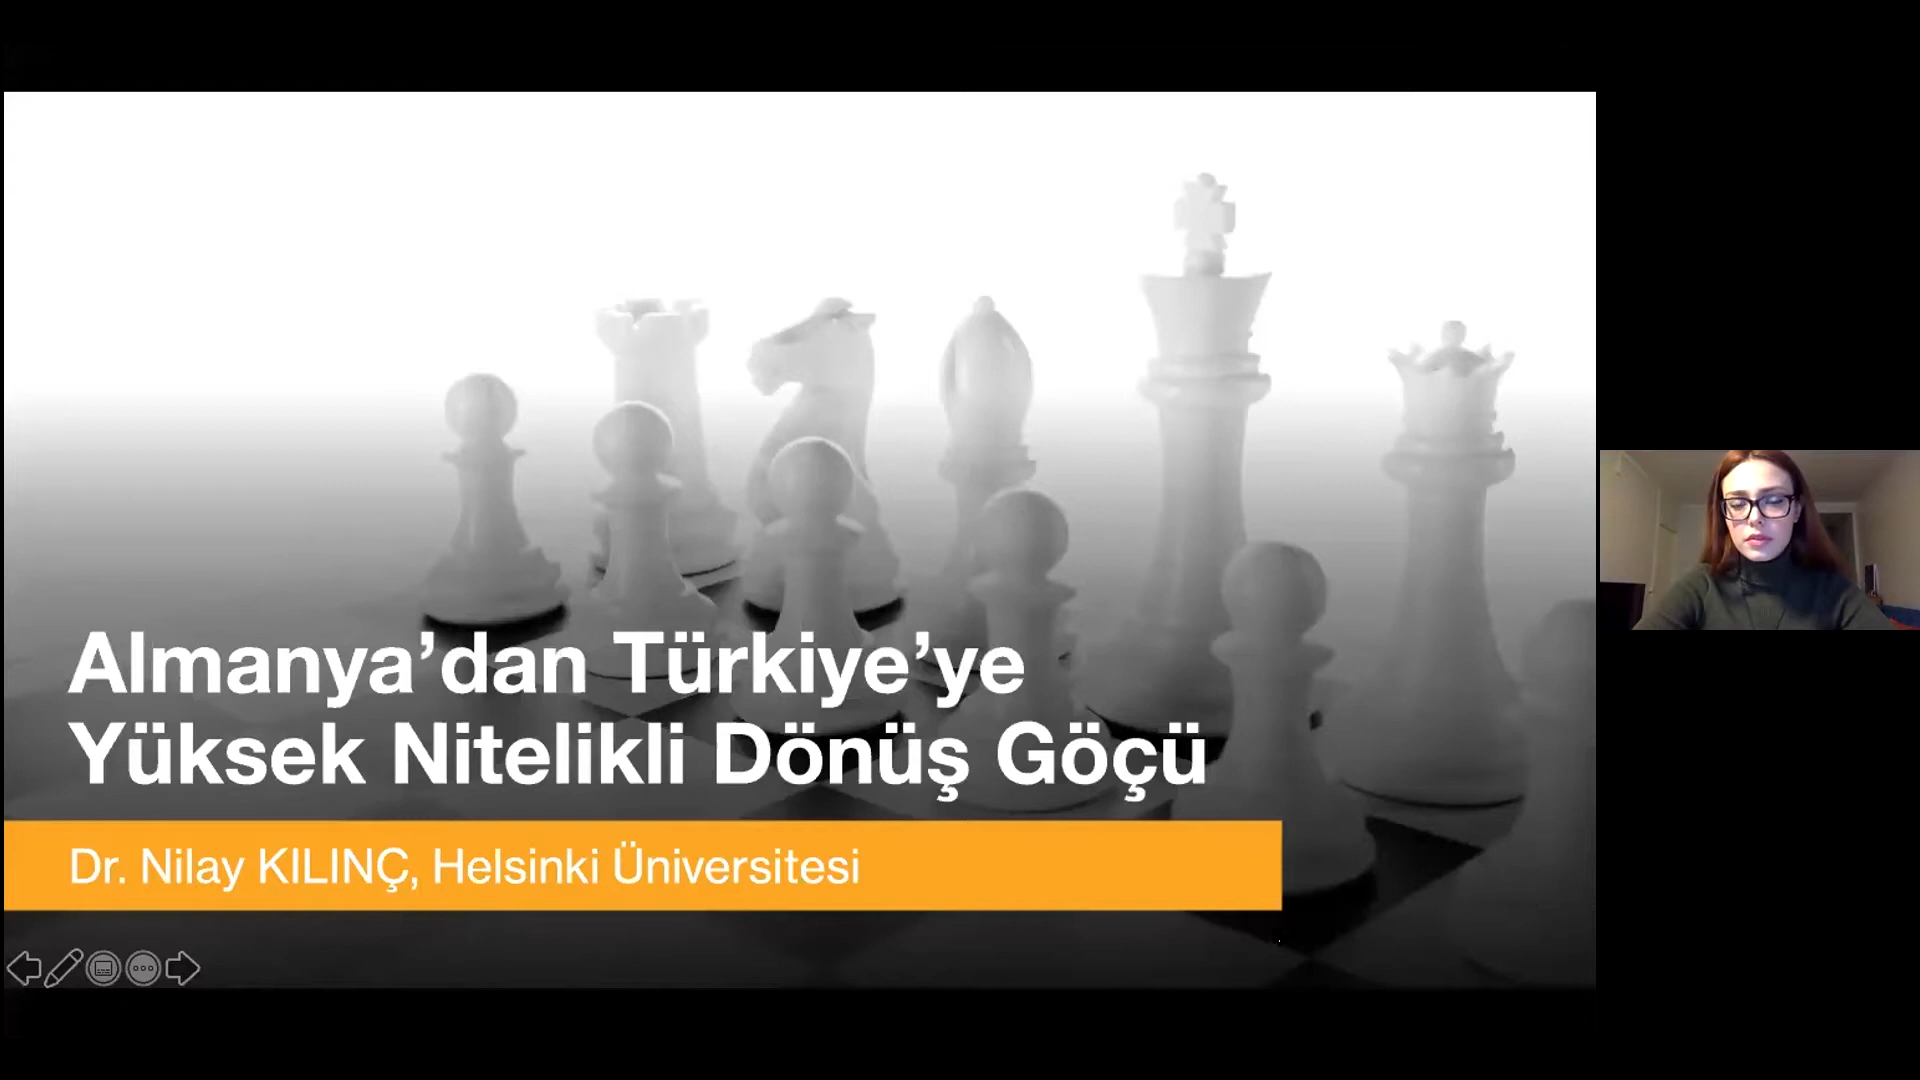 Almanya’dan Türkiye’ye
Yüksek Nitelikli Dönüş Göçü
Dr. Nilay KILINÇ, Helsinki Üniversitesi